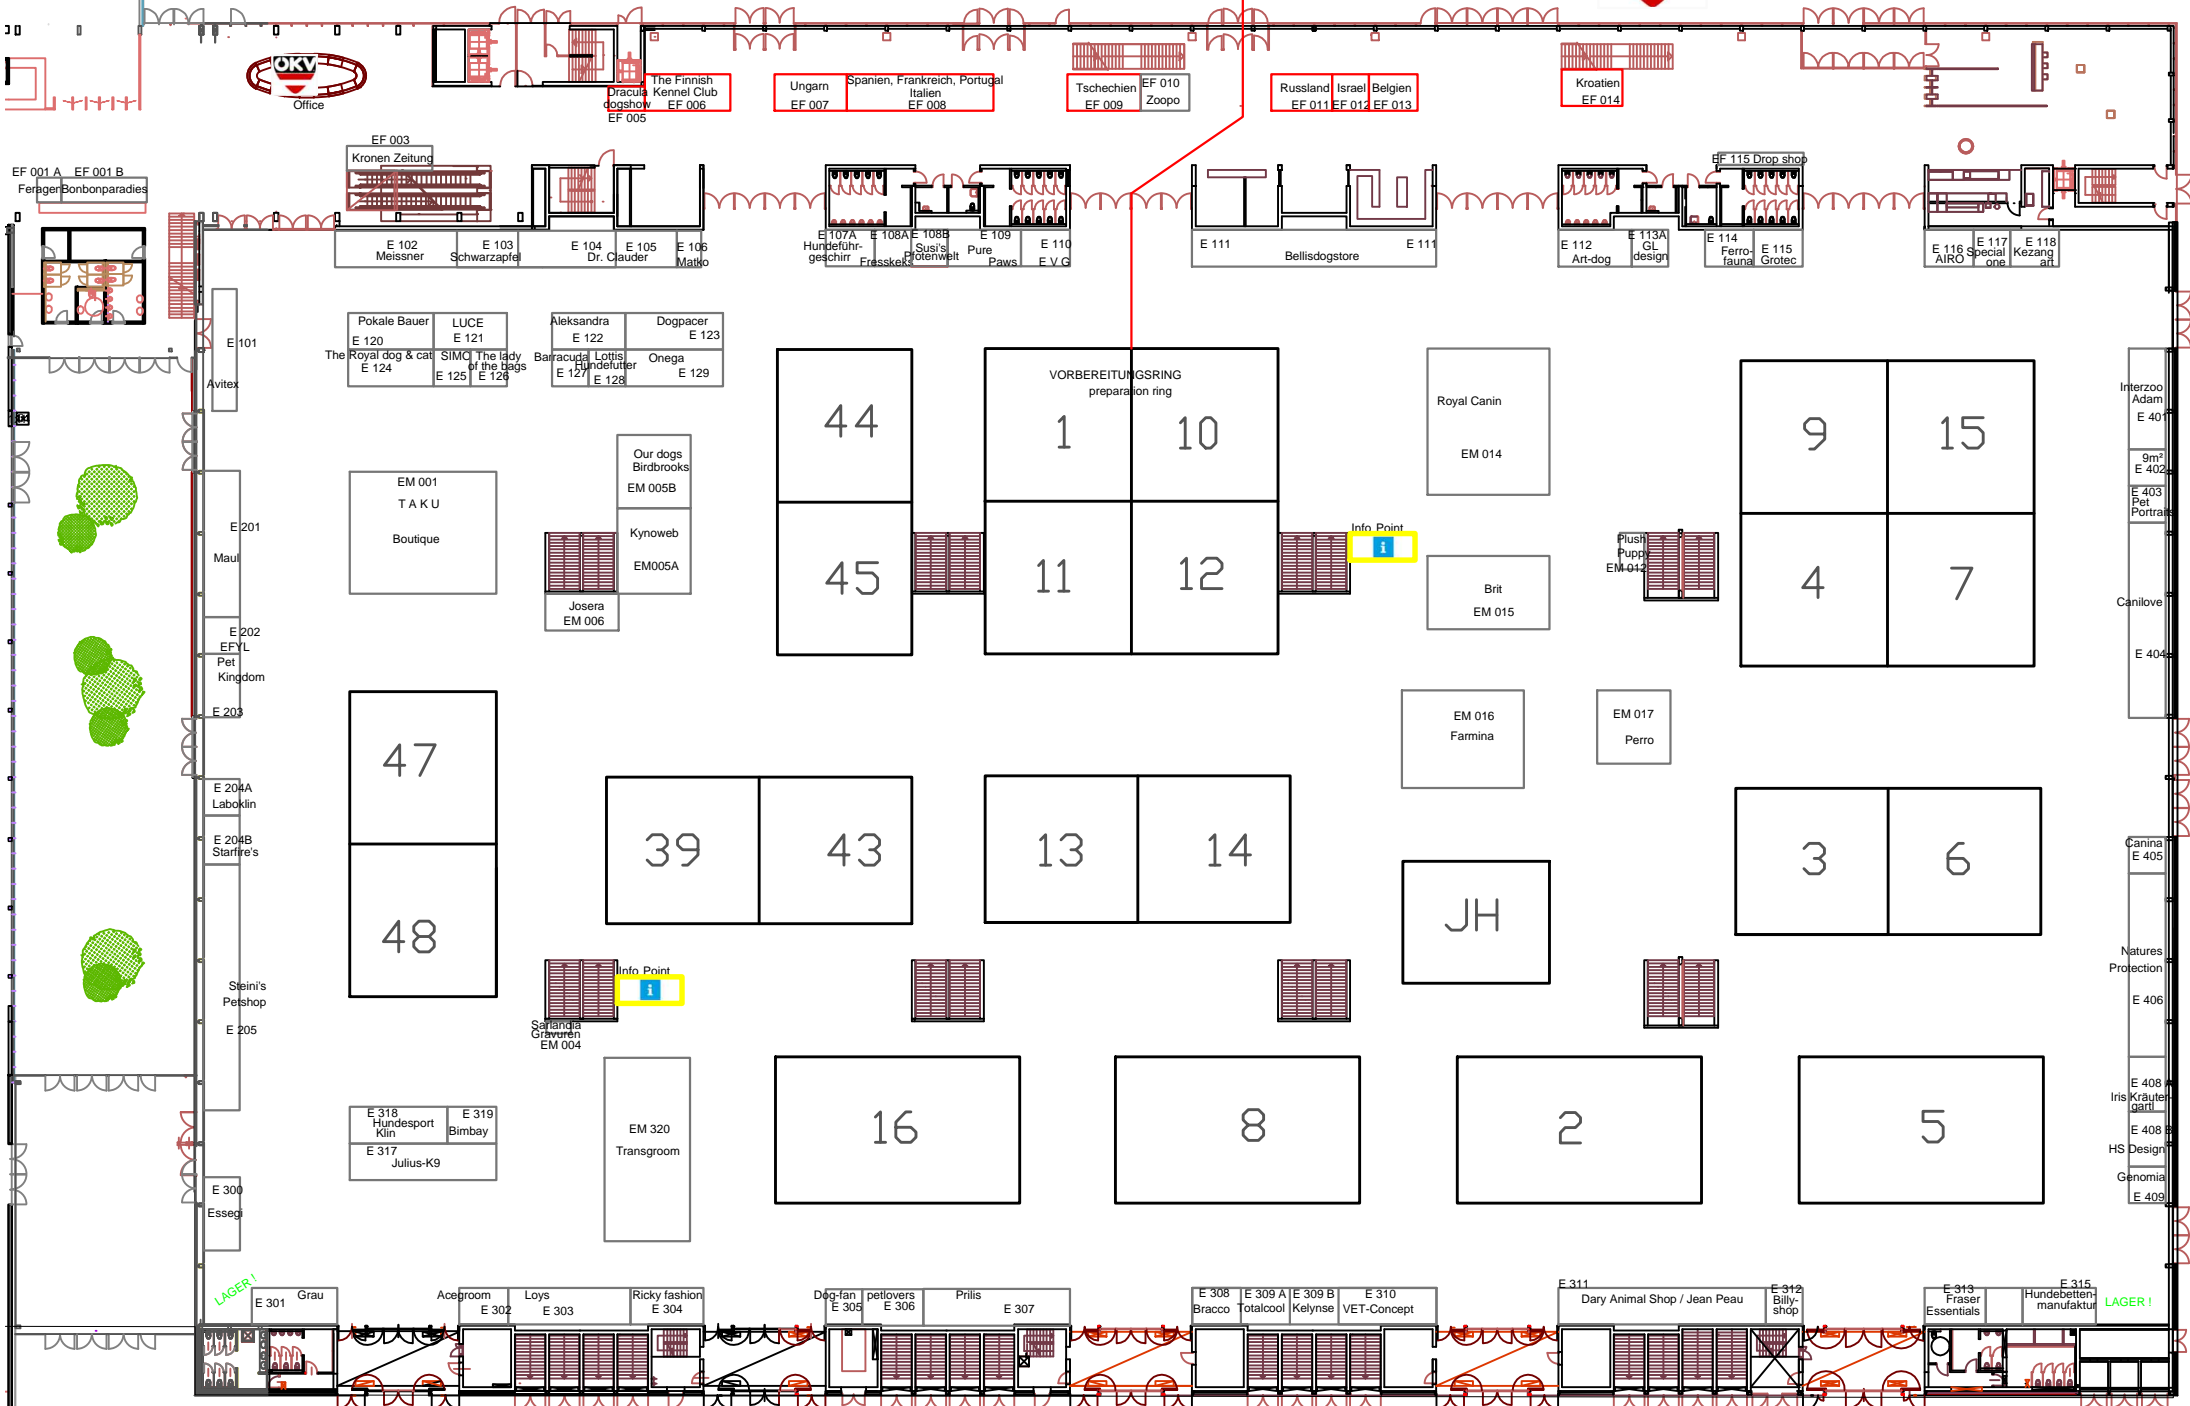 ÖKV
Office
Dracula
dogshow
EF 005
The Finnish
Kennel Club
EF 006
Ungarn
EF 007
Spanien, Frankreich, Portugal
Italien
EF 008
Tschechien
EF 009
EF 010
Zoopo
Russland
EF 011
Israel
EF 012
Belgien
EF 013
Kroatien
EF 014
EF 003
Kronen Zeitung
EF 001 A
Feragen
EF 001 B
Bonbonparadies
EF 115 Drop shop
E 102
Meissner
E 103
Schwarzapfel
E 104
E 105
Dr. Clauder
E 106
Matko
E 107A
Hundeführ-
geschirr
E 108A
Fresskeks
E 108B
Susi's
Pfotenwelt
E 109
Pure
Paws
E 110
E V G
E 111
Bellisdogstore
E 111
E 112
Art-dog
E 113A
GL
design
E 114
Ferro-
fauna
E 115
Grotec
E 116
AIRO
E 117
Special
one
E 118
Kezang
art
E 101
Avitex
Pokale Bauer
E 120
LUCE
E 121
The Royal dog & cat
E 124
SIMO
E 125
The lady
of the bags
E 126
Aleksandra
E 122
Dogpacer
E 123
Barracuda
E 127
Lottis
Hundefutter
E 128
Onega
E 129
44
45
VORBEREITUNGSRING
preparation ring
1
10
11
12
Royal Canin
EM 014
9
15
4
7
Interzoo
Adam
E 401
9m²
E 402
E 403
Pet
Portraits
Canilove
E 404
Our dogs
Birdbrooks
EM 005B
Kynoweb
EM005A
EM 001
T A K U
Boutique
Josera
EM 006
Info Point
i
Brit
EM 015
Plush
Puppy
EM 012
E 201
Maul
E 202
EFYL
Pet
Kingdom
E 203
E 204A
Laboklin
E 204B
Starfire's
Steini's
Petshop
E 205
47
48
39
43
13
14
EM 016
Farmina
EM 017
Perro
JH
3
6
Canina
E 405
Natures
Protection
E 406
Info Point
i
Sarlandia
Gravuren
EM 004
EM 320
Transgroom
E 318
Hundesport
Klin
E 319
Bimbay
E 317
Julius-K9
16
8
2
5
E 408 A
Iris Kräuter-
gartl
E 408 B
HS Design
Genomia
E 409
E 300
Essegi
LAGER !
E 301
Grau
Acegroom
E 302
Loys
E 303
Ricky fashion
E 304
Dog-fan
E 305
petlovers
E 306
Prilis
E 307
E 308
Bracco
E 309 A
Totalcool
E 309 B
Kelynse
E 310
VET-Concept
E 311
Dary Animal Shop / Jean Peau
E 312
Billy-
shop
E 313
Fraser
Essentials
E 315
Hundebetten-
manufaktur
LAGER !